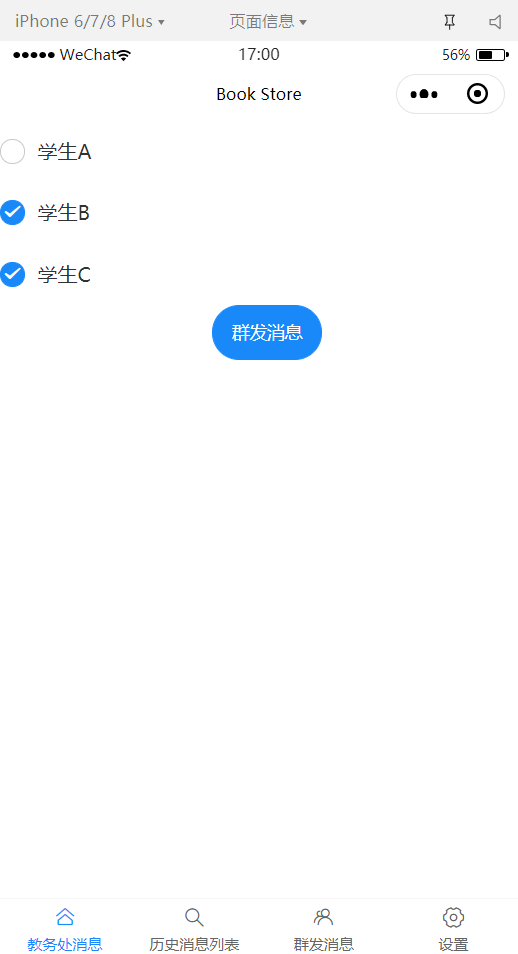 iPhone 6/7/8 Plus 页面信息
WeChat 17:00 56%
Book Store
学生A
学生B
学生C
群发消息
教务处消息 历史消息列表 群发消息 设置